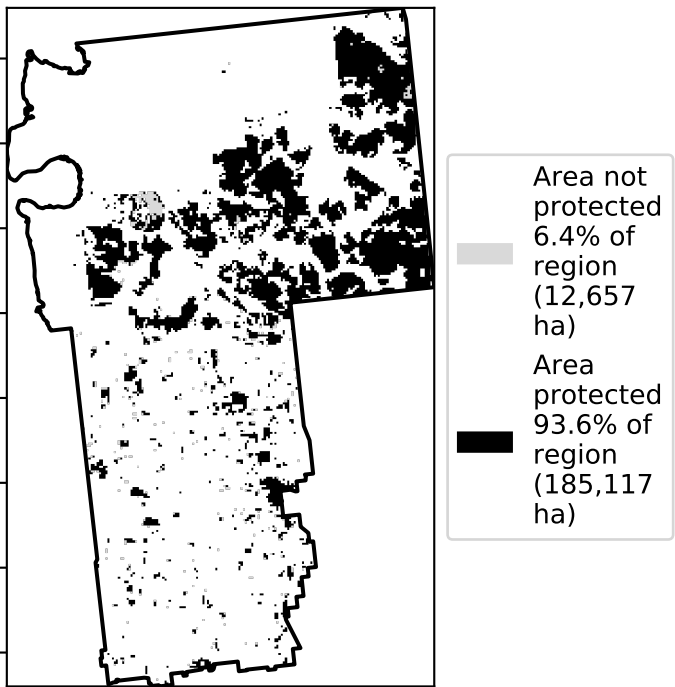 Area not
protected
6.4% of
region
(12,657
ha)
Area
protected
93.6% of
region
(185,117
ha)